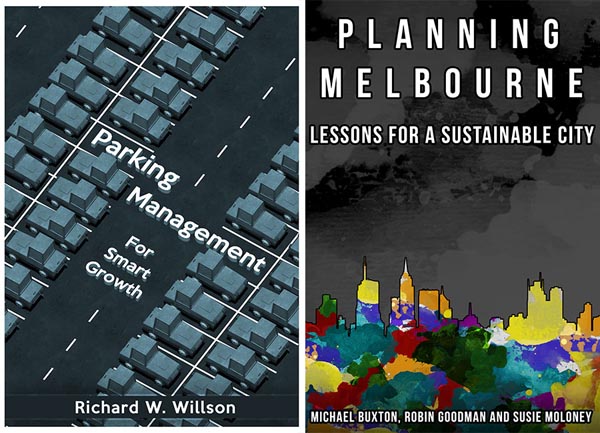 Parking
Management
For
Smart
Growth
Richard W. Willson
PLANNING
MELBOURNE
LESSONS FOR A SUSTAINABLE CITY
MICHAEL BUXTON, ROBIN GOODMAN AND SUSIE MOLONEY